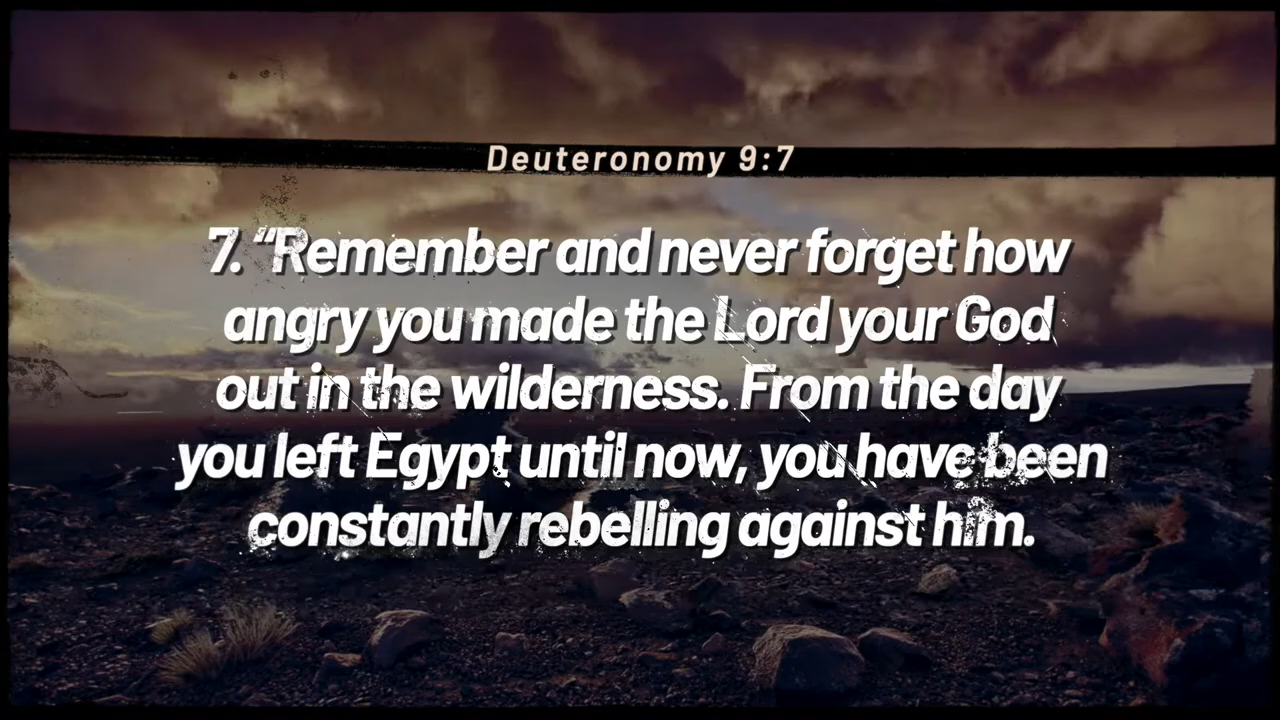 Deuteronomy 9:7
7. “Remember and never forget how
angry you made the Lord your God
out in the wilderness. From the day
you left Egypt until now, you have been
constantly rebelling against him.